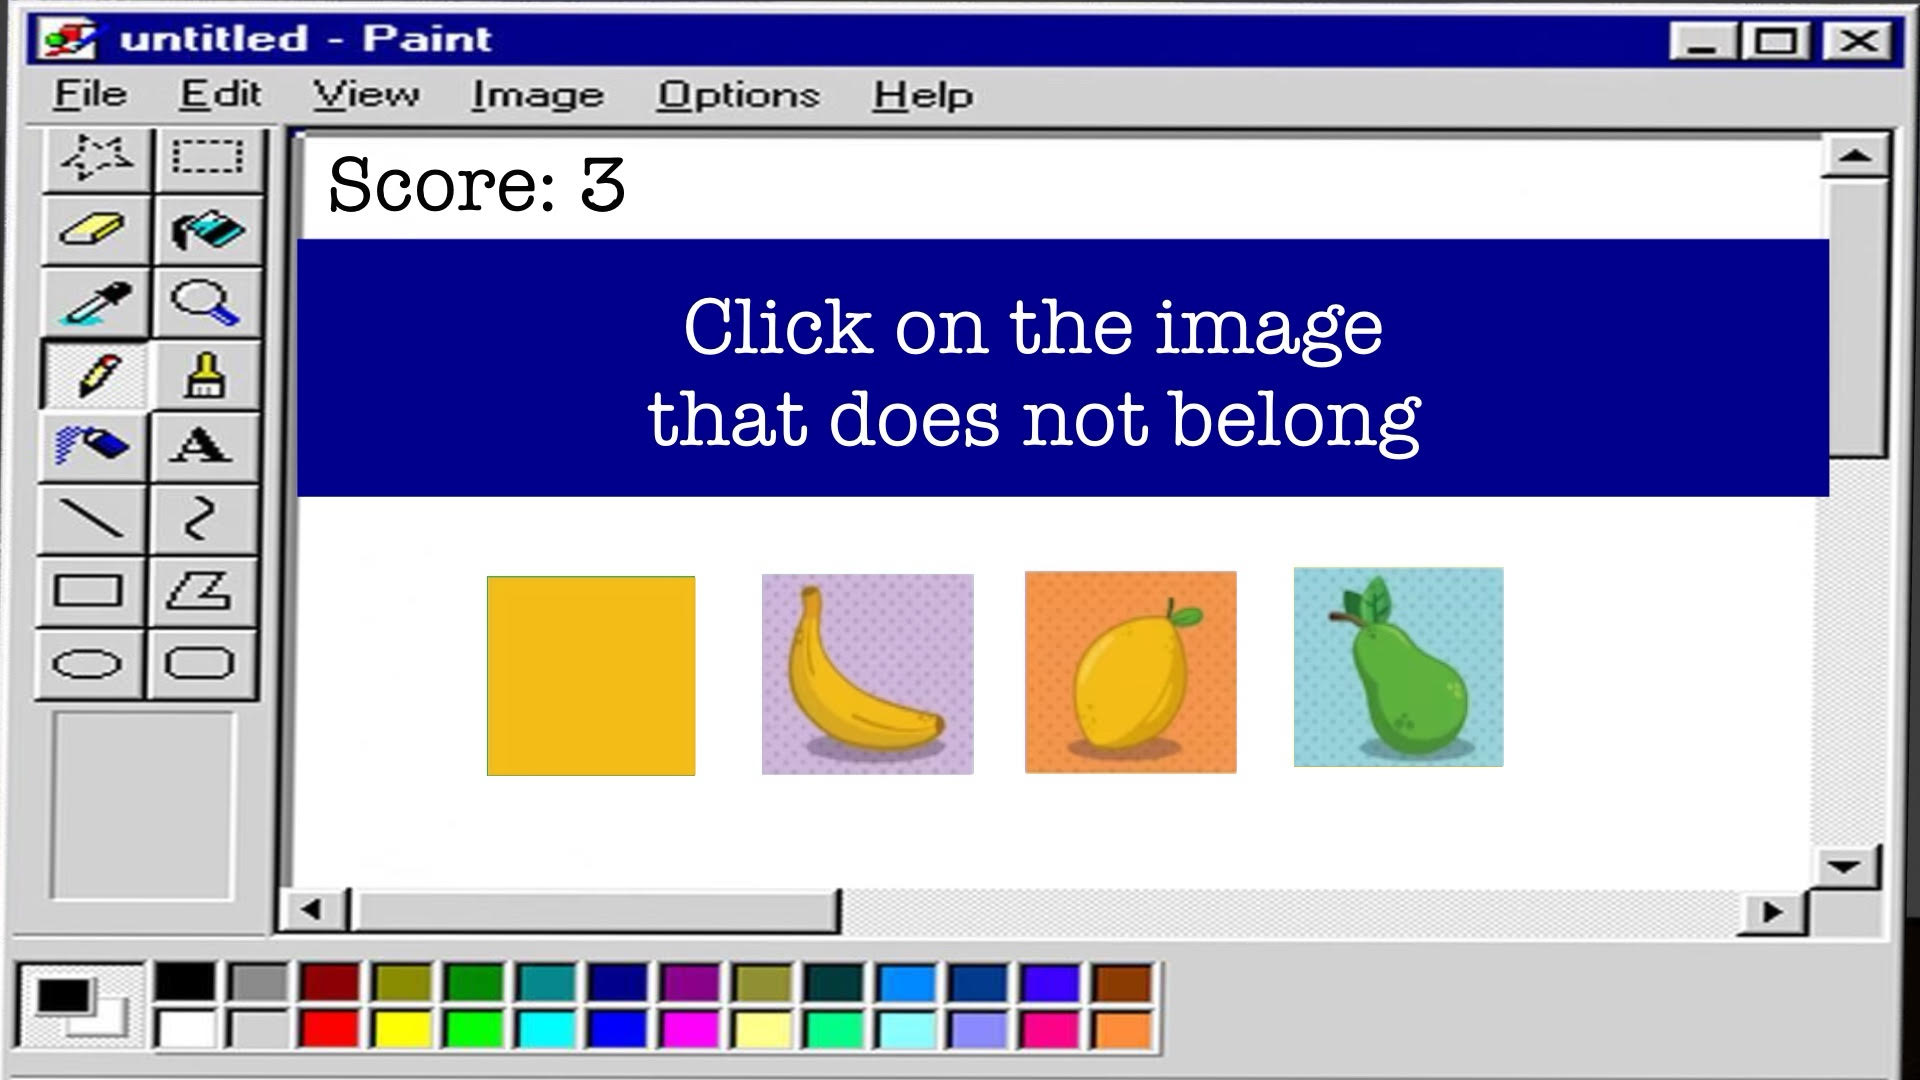 untitled - Paint
File Edit View Image Options Help
A
Score: 3
Click on the image
that does not belong